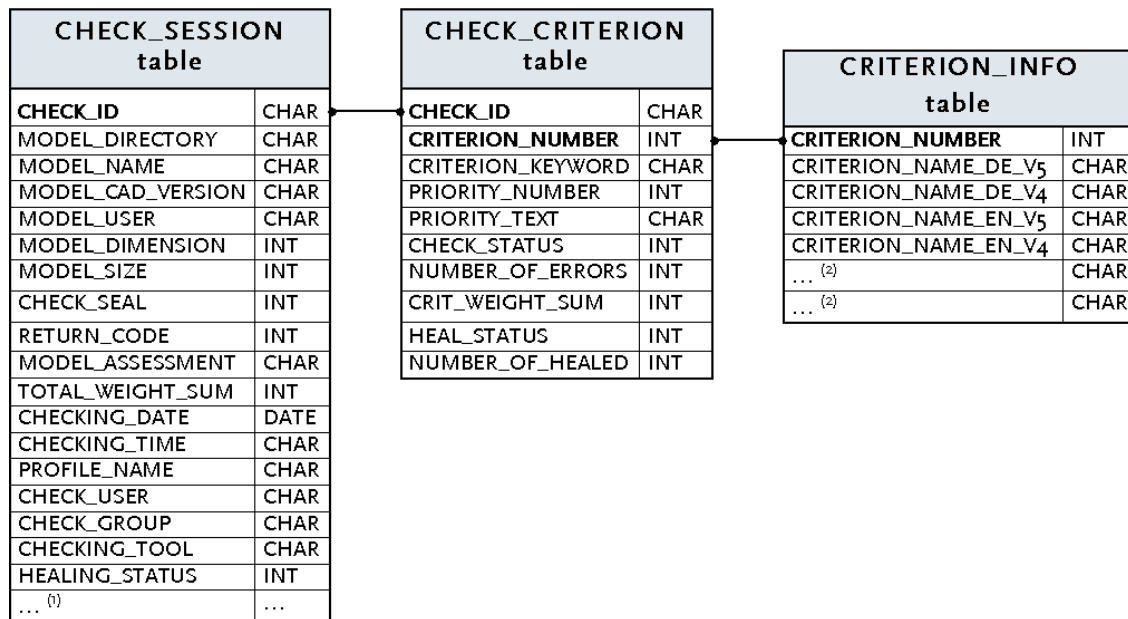 CHECK_SESSION
table
CHECK_ID CHAR
MODEL_DIRECTORY CHAR
MODEL_NAME CHAR
MODEL_CAD_VERSION CHAR
MODEL_USER CHAR
MODEL_DIMENSION INT
MODEL_SIZE INT
CHECK_SEAL INT
RETURN_CODE INT
MODEL_ASSESSMENT CHAR
TOTAL_WEIGHT_SUM INT
CHECKING_DATE DATE
CHECKING_TIME CHAR
PROFILE_NAME CHAR
CHECK_USER CHAR
CHECK_GROUP CHAR
CHECKING_TOOL CHAR
HEALING_STATUS INT
... (1) ...
CHECK_CRITERION
table
CHECK_ID CHAR
CRITERION_NUMBER INT
CRITERION_KEYWORD CHAR
PRIORITY_NUMBER INT
PRIORITY_TEXT CHAR
CHECK_STATUS INT
NUMBER_OF_ERRORS INT
CRIT_WEIGHT_SUM INT
HEAL_STATUS INT
NUMBER_OF_HEALED INT
CRITERION_INFO
table
CRITERION_NUMBER INT
CRITERION_NAME_DE_V5 CHAR
CRITERION_NAME_DE_V4 CHAR
CRITERION_NAME_EN_V5 CHAR
CRITERION_NAME_EN_V4 CHAR
... (2) CHAR
... (2) CHAR